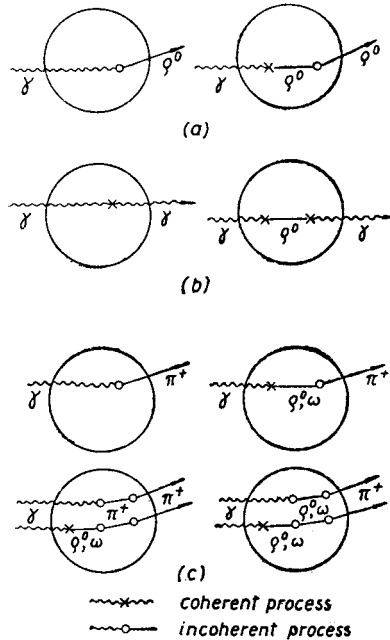 γ ρ⁰ γ ρ⁰ ρ⁰
(a)
γ γ γ ρ⁰ γ
(b)
γ π⁺ γ ρ⁰,ω π⁺
γ π⁺ π⁺ γ ρ⁰,ω π⁺
ρ⁰,ω ρ⁰,ω
(c)
coherent process
incoherent process